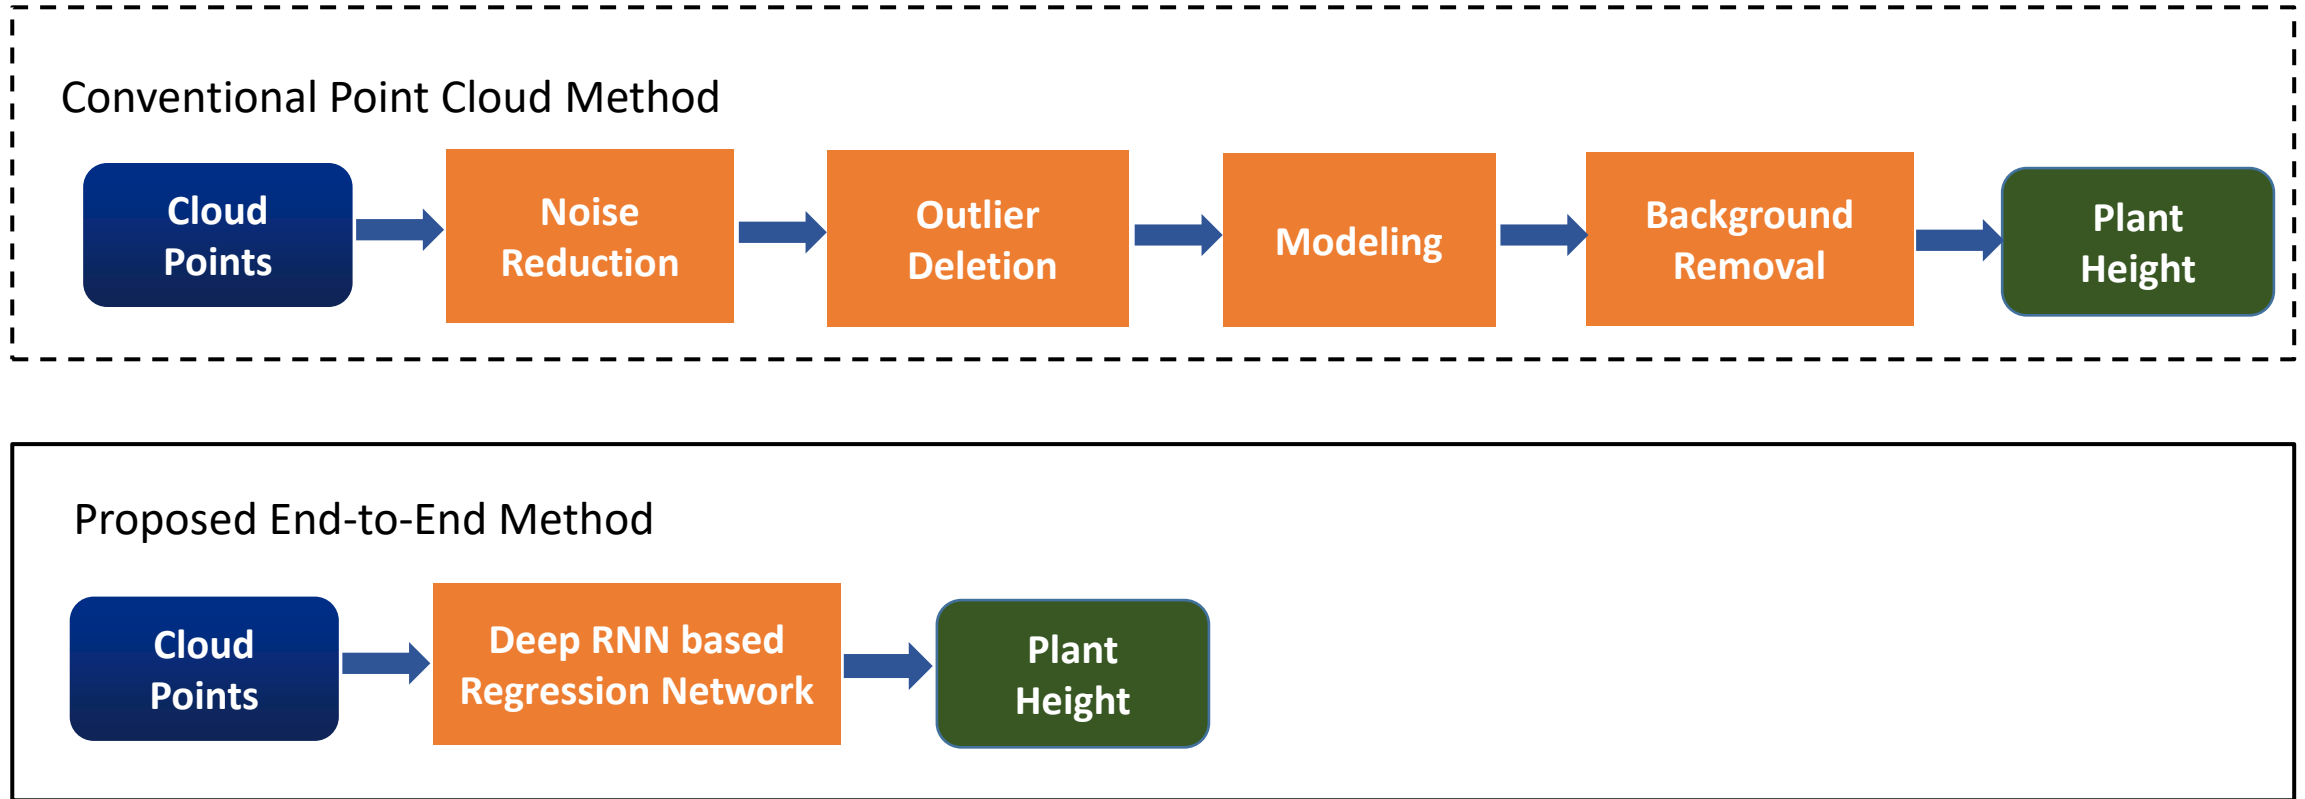 Conventional Point Cloud Method
Cloud
Points
Noise
Reduction
Outlier
Deletion
Modeling
Background
Removal
Plant
Height
Proposed End-to-End Method
Cloud
Points
Deep RNN based
Regression Network
Plant
Height